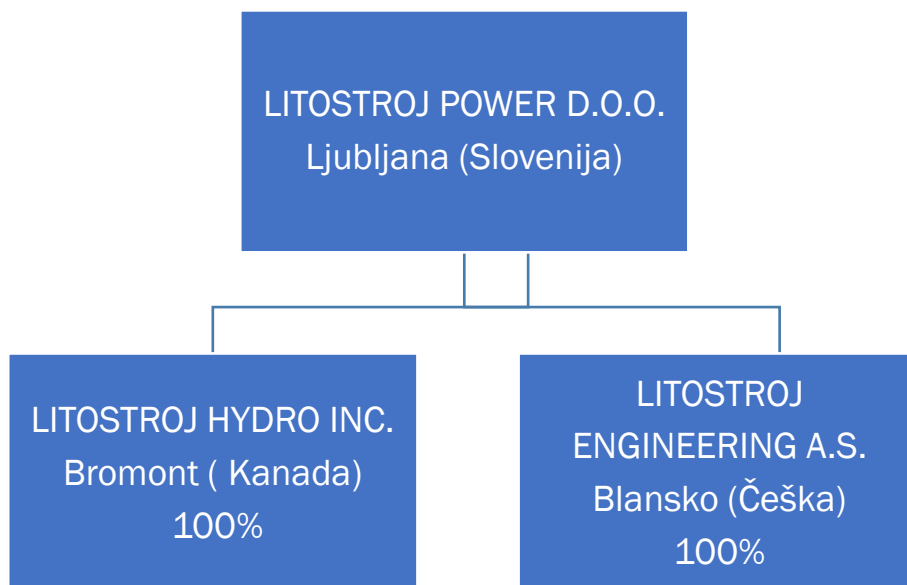 LITOSTROJ POWER D.O.O.
Ljubljana (Slovenija)
LITOSTROJ HYDRO INC.
Bromont ( Kanada)
100%
LITOSTROJ
ENGINEERING A.S.
Blansko (Češka)
100%